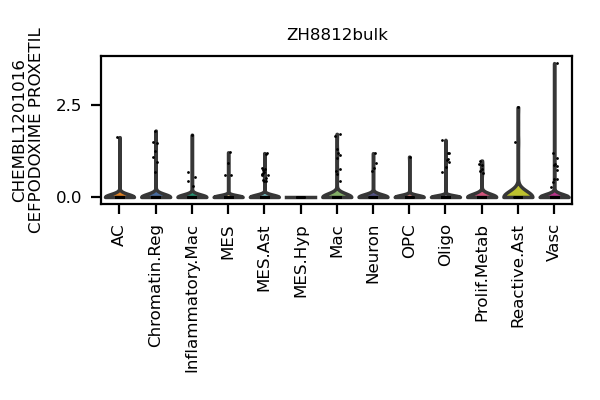 ZH8812bulk
CHEMBL1201016
CEFPODOXIME PROXETIL
2.5
0.0
AC
Chromatin.Reg
Inflammatory.Mac
MES
MES.Ast
MES.Hyp
Mac
Neuron
OPC
Oligo
Prolif.Metab
Reactive.Ast
Vasc